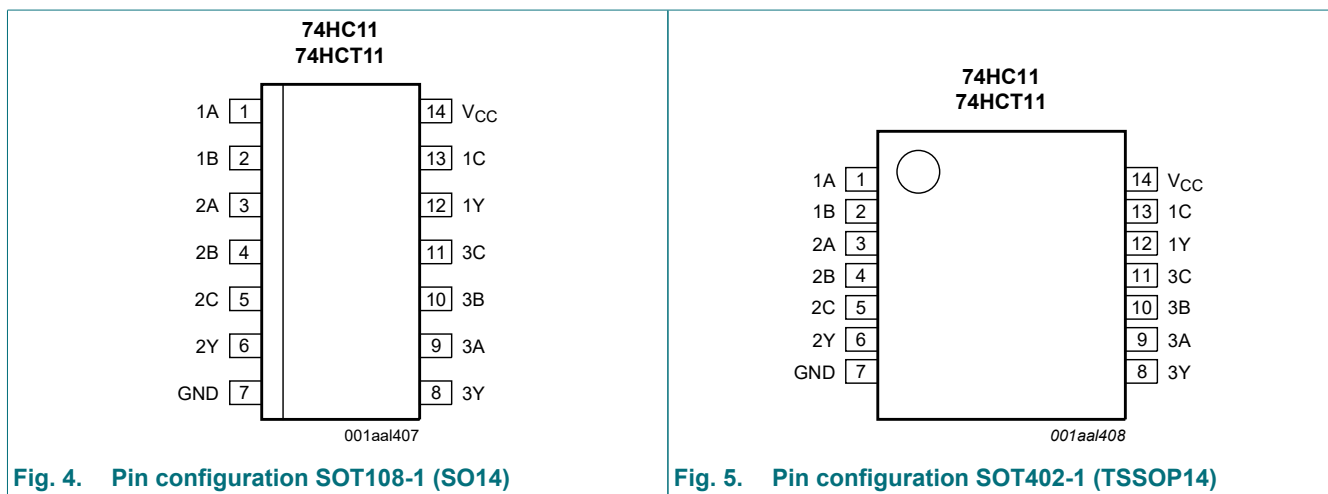 74HC11
74HCT11
1A 1 14 VCC
1B 2 13 1C
2A 3 12 1Y
2B 4 11 3C
2C 5 10 3B
2Y 6 9 3A
GND 7 8 3Y
001aal407
Fig. 4. Pin configuration SOT108-1 (SO14)
74HC11
74HCT11
1A 1 14 VCC
1B 2 13 1C
2A 3 12 1Y
2B 4 11 3C
2C 5 10 3B
2Y 6 9 3A
GND 7 8 3Y
001aal408
Fig. 5. Pin configuration SOT402-1 (TSSOP14)